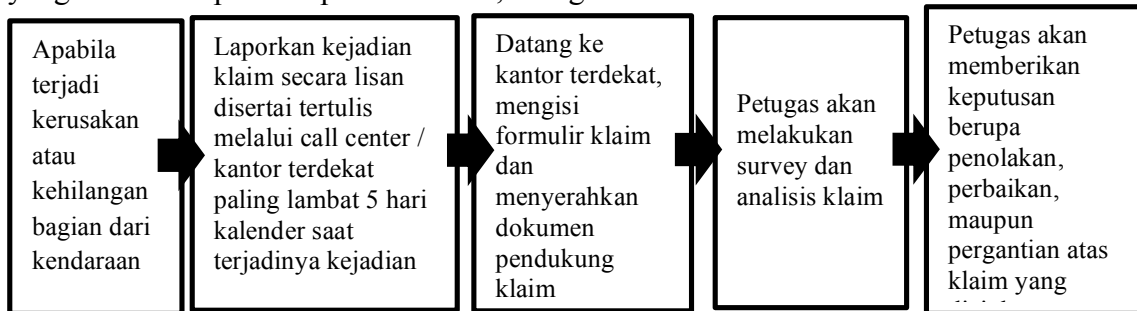 Apabila
terjadi
kerusakan
atau
kehilangan
bagian dari
kendaraan
Laporkan kejadian
klaim secara lisan
disertai tertulis
melalui call center /
kantor terdekat
paling lambat 5 hari
kalender saat
terjadinya kejadian
Datang ke
kantor terdekat,
mengisi
formulir klaim
dan
menyerahkan
dokumen
pendukung
klaim
Petugas akan
melakukan
survey dan
analisis klaim
Petugas akan
memberikan
keputusan
berupa
penolakan,
perbaikan,
maupun
pergantian atas
klaim yang